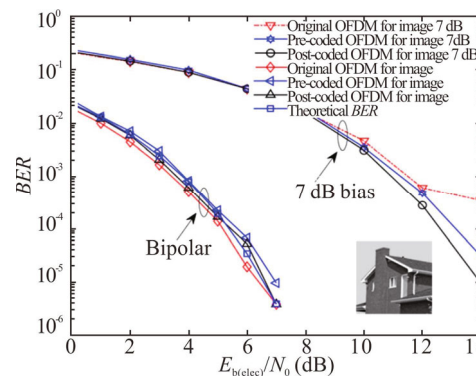 10⁰
10⁻¹
10⁻²
10⁻³
10⁻⁴
10⁻⁵
10⁻⁶
BER
Original OFDM for image 7 dB
Pre-coded OFDM for image 7dB
Post-coded OFDM for image 7 dB
Original OFDM for image
Pre-coded OFDM for image
Post-coded OFDM for image
Theoretical BER
7 dB bias
Bipolar
0 2 4 6 8 10 12 14
E_b(elec)/N_0 (dB)